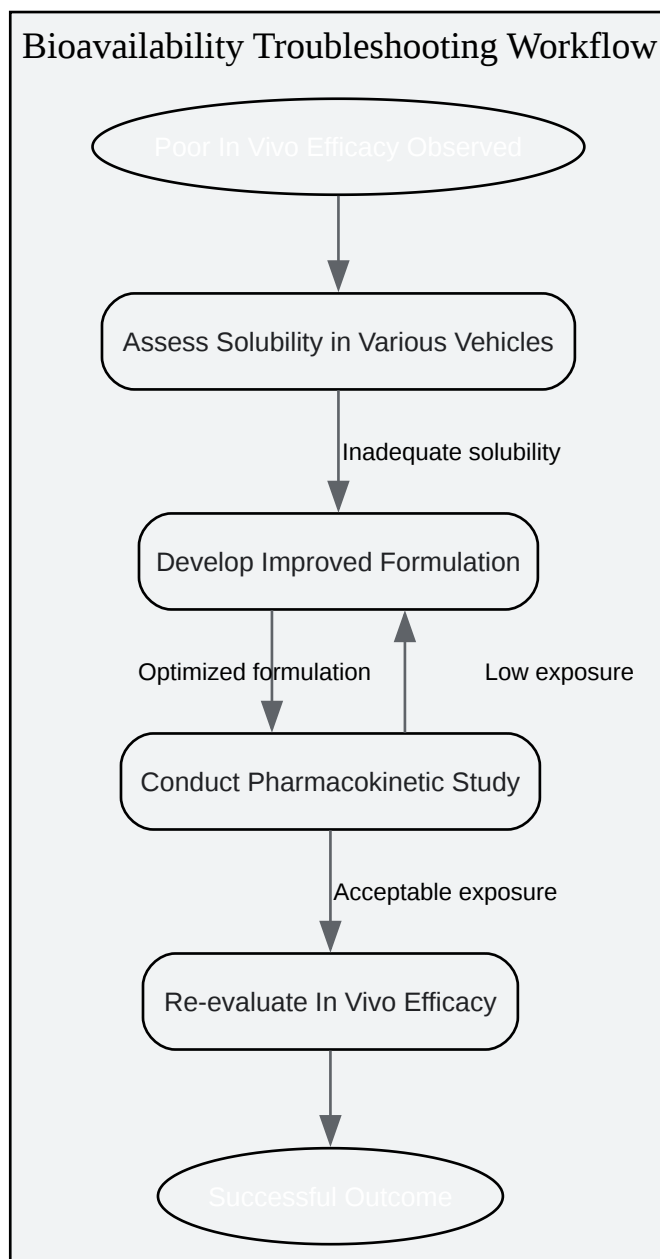 Bioavailability Troubleshooting Workflow
Poor In Vivo Efficacy Observed
Assess Solubility in Various Vehicles
Inadequate solubility
Develop Improved Formulation
Optimized formulation
Low exposure
Conduct Pharmacokinetic Study
Acceptable exposure
Re-evaluate In Vivo Efficacy
Successful Outcome